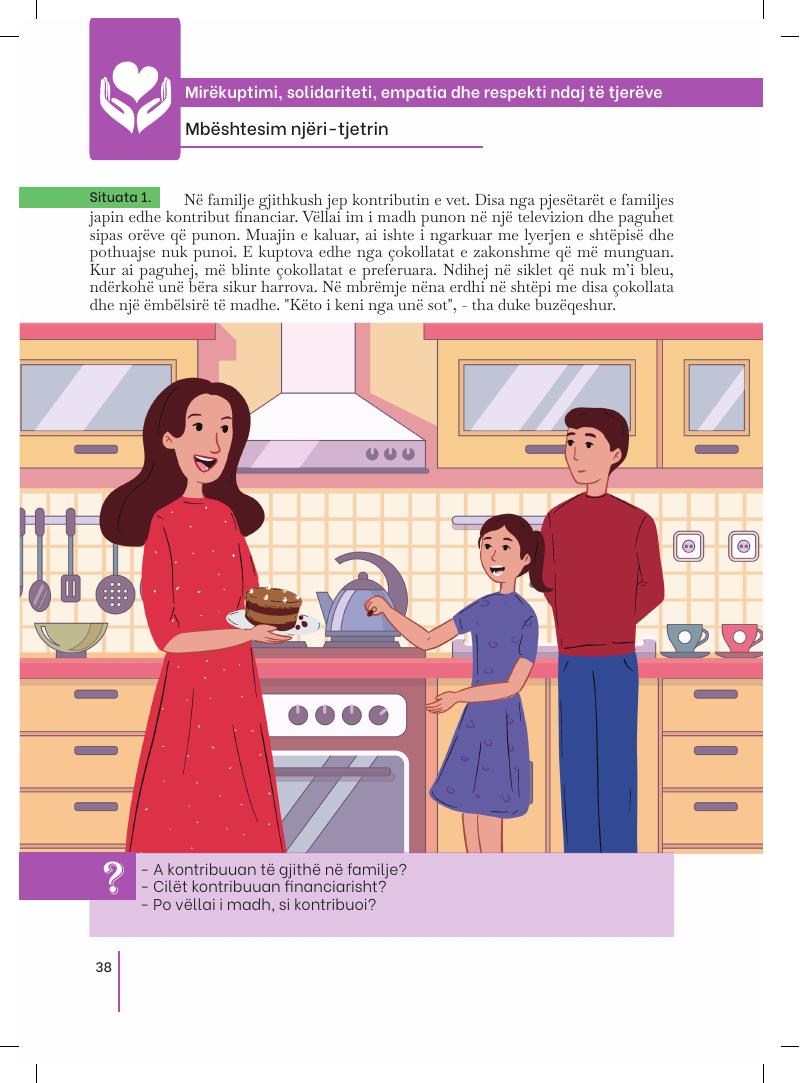 Mirëkuptimi, solidariteti, empatia dhe respekti ndaj të tjerëve
Mbështesim njëri-tjetrin
Situata 1. Në familje gjithkush jep kontributin e vet. Disa nga pjesëtarët e familjes
japin edhe kontribut financiar. Vëllai im i madh punon në një televizion dhe paguhet
sipas orëve që punon. Muajin e kaluar, ai ishte i ngarkuar me lyerjen e shtëpisë dhe
pothuajse nuk punoi. E kuptova edhe nga çokollatat e zakonshme që më munguan.
Kur ai paguhej, më blinte çokollatat e preferuara. Ndihej në siklet që nuk m’i bleu,
ndërkohë unë bëra sikur harrova. Në mbrëmje nëna erdhi në shtëpi me disa çokollata
dhe një ëmbëlsirë të madhe. "Këto i keni nga unë sot", - tha duke buzëqeshur.
?
- A kontribuuan të gjithë në familje?
- Cilët kontribuuan financiarisht?
- Po vëllai i madh, si kontribuoi?
38